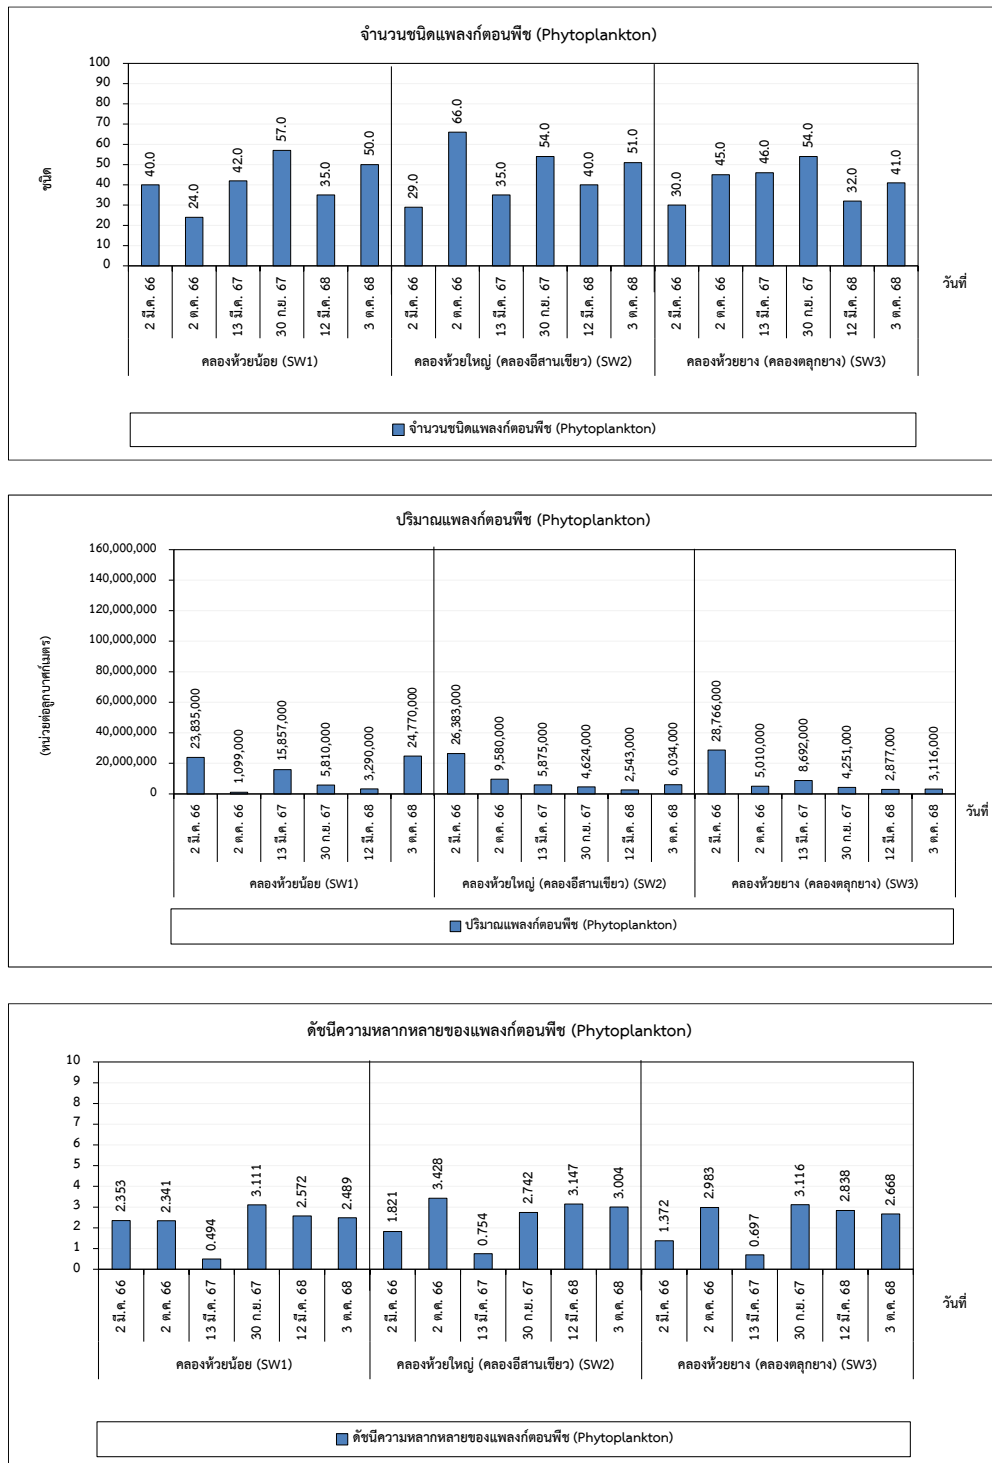 จำนวนชนิดแพลงก์ตอนพืช (Phytoplankton)
100
90
80
70
60
50
40
30
20
10
0
ชนิด
40.0
24.0
42.0
57.0
35.0
50.0
29.0
66.0
35.0
54.0
40.0
51.0
30.0
45.0
46.0
54.0
32.0
41.0
2 มี.ค. 66
2 ต.ค. 66
13 มี.ค. 67
30 ก.ย. 67
12 มี.ค. 68
3 ต.ค. 68
2 มี.ค. 66
2 ต.ค. 66
13 มี.ค. 67
30 ก.ย. 67
12 มี.ค. 68
3 ต.ค. 68
2 มี.ค. 66
2 ต.ค. 66
13 มี.ค. 67
30 ก.ย. 67
12 มี.ค. 68
3 ต.ค. 68
วันที่
คลองห้วยน้อย (SW1)
คลองห้วยใหญ่ (คลองอีสานเขียว) (SW2)
คลองห้วยยาง (คลองตลุกยาง) (SW3)
จำนวนชนิดแพลงก์ตอนพืช (Phytoplankton)
ปริมาณแพลงก์ตอนพืช (Phytoplankton)
160,000,000
140,000,000
120,000,000
100,000,000
80,000,000
60,000,000
40,000,000
20,000,000
0
(หน่วยต่อลูกบาศก์เมตร)
23,835,000
1,099,000
15,857,000
5,810,000
3,290,000
24,770,000
26,383,000
9,580,000
5,875,000
4,624,000
2,543,000
6,034,000
28,766,000
5,010,000
8,692,000
4,251,000
2,877,000
3,116,000
2 มี.ค. 66
2 ต.ค. 66
13 มี.ค. 67
30 ก.ย. 67
12 มี.ค. 68
3 ต.ค. 68
2 มี.ค. 66
2 ต.ค. 66
13 มี.ค. 67
30 ก.ย. 67
12 มี.ค. 68
3 ต.ค. 68
2 มี.ค. 66
2 ต.ค. 66
13 มี.ค. 67
30 ก.ย. 67
12 มี.ค. 68
3 ต.ค. 68
วันที่
คลองห้วยน้อย (SW1)
คลองห้วยใหญ่ (คลองอีสานเขียว) (SW2)
คลองห้วยยาง (คลองตลุกยาง) (SW3)
ปริมาณแพลงก์ตอนพืช (Phytoplankton)
ดัชนีความหลากหลายของแพลงก์ตอนพืช (Phytoplankton)
10
9
8
7
6
5
4
3
2
1
0
2.353
2.341
0.494
3.111
2.572
2.489
1.821
3.428
0.754
2.742
3.147
3.004
1.372
2.983
0.697
3.116
2.838
2.668
2 มี.ค. 66
2 ต.ค. 66
13 มี.ค. 67
30 ก.ย. 67
12 มี.ค. 68
3 ต.ค. 68
2 มี.ค. 66
2 ต.ค. 66
13 มี.ค. 67
30 ก.ย. 67
12 มี.ค. 68
3 ต.ค. 68
2 มี.ค. 66
2 ต.ค. 66
13 มี.ค. 67
30 ก.ย. 67
12 มี.ค. 68
3 ต.ค. 68
วันที่
คลองห้วยน้อย (SW1)
คลองห้วยใหญ่ (คลองอีสานเขียว) (SW2)
คลองห้วยยาง (คลองตลุกยาง) (SW3)
ดัชนีความหลากหลายของแพลงก์ตอนพืช (Phytoplankton)